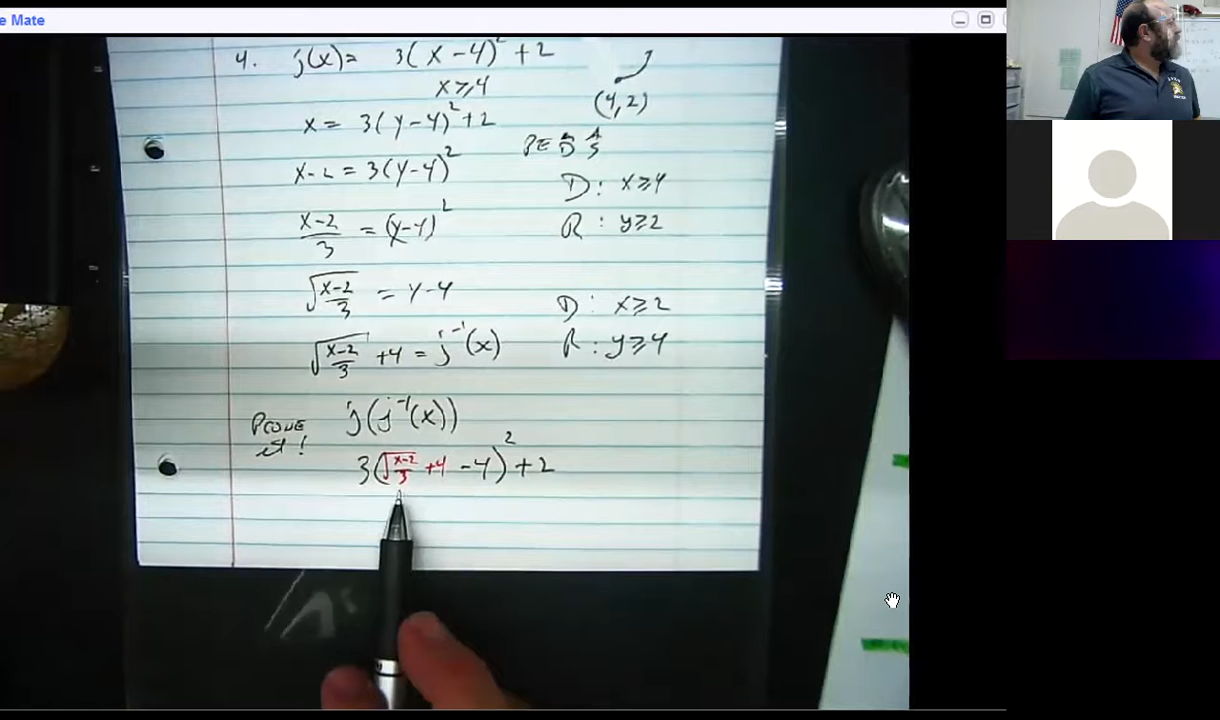 e Mate
4. j(x)= 3(x-4)²+2
x≥4
(4,2)
x = 3(y-4)²+2
PE D/M S/A
x-2 = 3(y-4)²
D: x≥4
(x-2)/3 = (y-4)²
R: y≥2
√((x-2)/3) = y-4
D: x≥2
√((x-2)/3) +4 = j⁻¹(x)
R: y≥4
PROVE it! j(j⁻¹(x))
3(√((x-2)/3) +4 -4)²+2